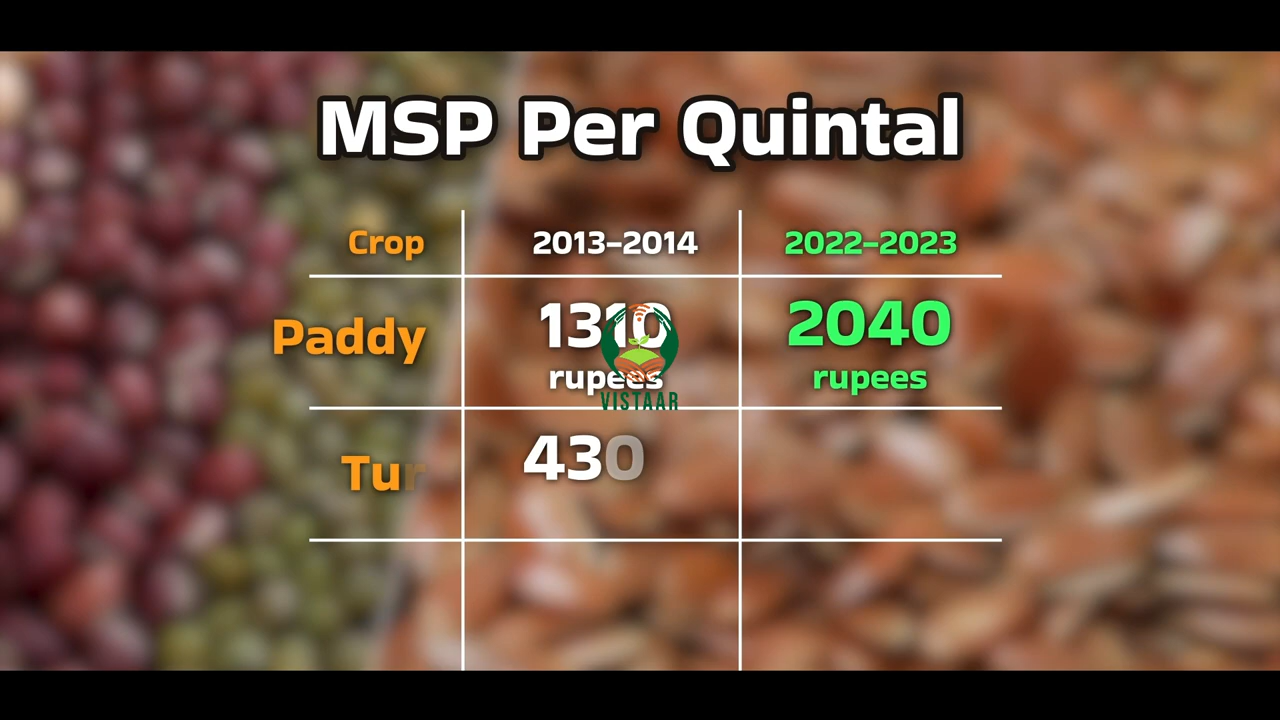 MSP Per Quintal
Crop 2013–2014 2022–2023
Paddy 1310 2040
rupees rupees
VISTAAR
Tur 430